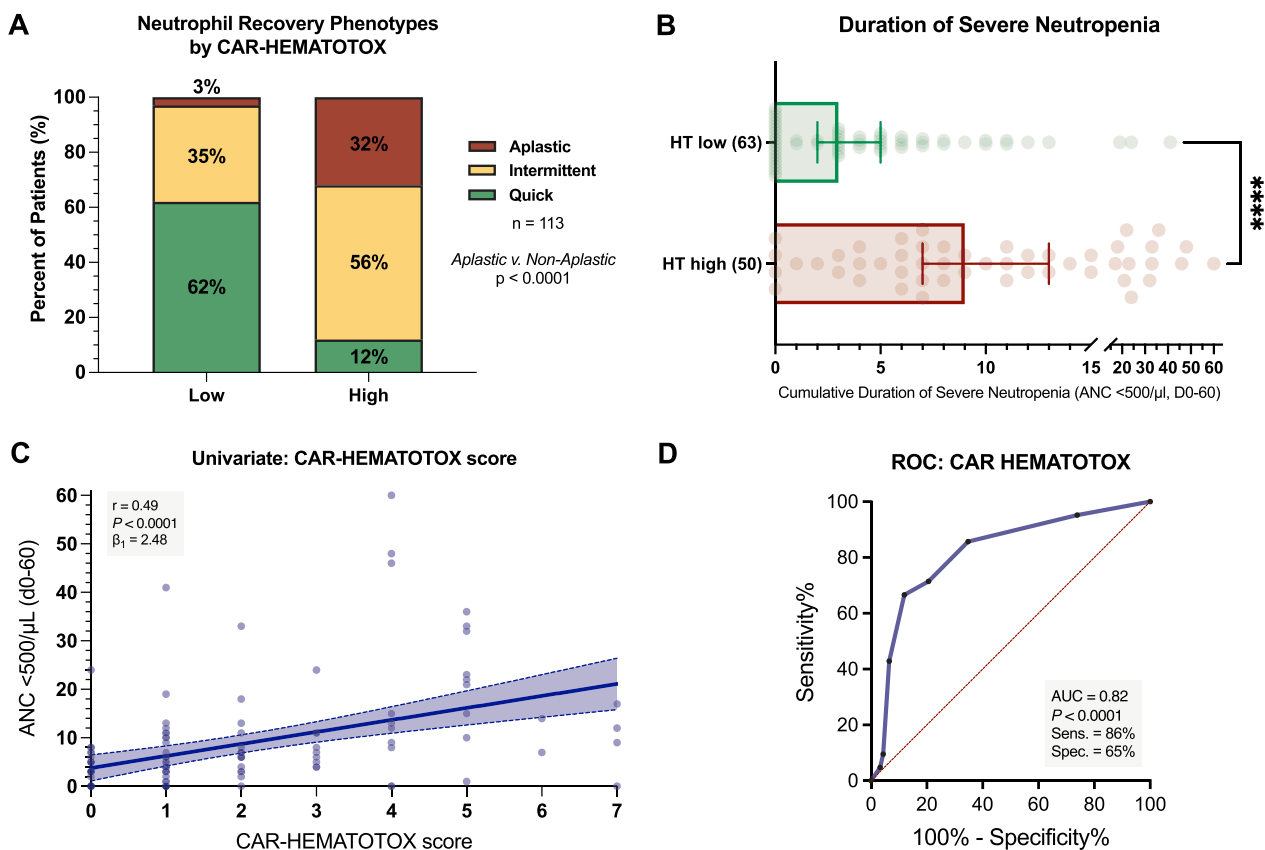 A
Neutrophil Recovery Phenotypes
by CAR-HEMATOTOX
Percent of Patients (%)
100
80
60
40
20
0
3%
35%
62%
32%
56%
12%
Low
High
Aplastic
Intermittent
Quick
n = 113
Aplastic v. Non-Aplastic
p < 0.0001
B
Duration of Severe Neutropenia
HT low (63)
HT high (50)
****
0 5 10 15 20 30 40 50 60
Cumulative Duration of Severe Neutropenia (ANC <500/µl, D0-60)
C
Univariate: CAR-HEMATOTOX score
r = 0.49
P < 0.0001
β1 = 2.48
ANC <500/µL (d0-60)
60
50
40
30
20
10
0
0 1 2 3 4 5 6 7
CAR-HEMATOTOX score
D
ROC: CAR HEMATOTOX
Sensitivity%
100
80
60
40
20
0
AUC = 0.82
P < 0.0001
Sens. = 86%
Spec. = 65%
0 20 40 60 80 100
100% - Specificity%